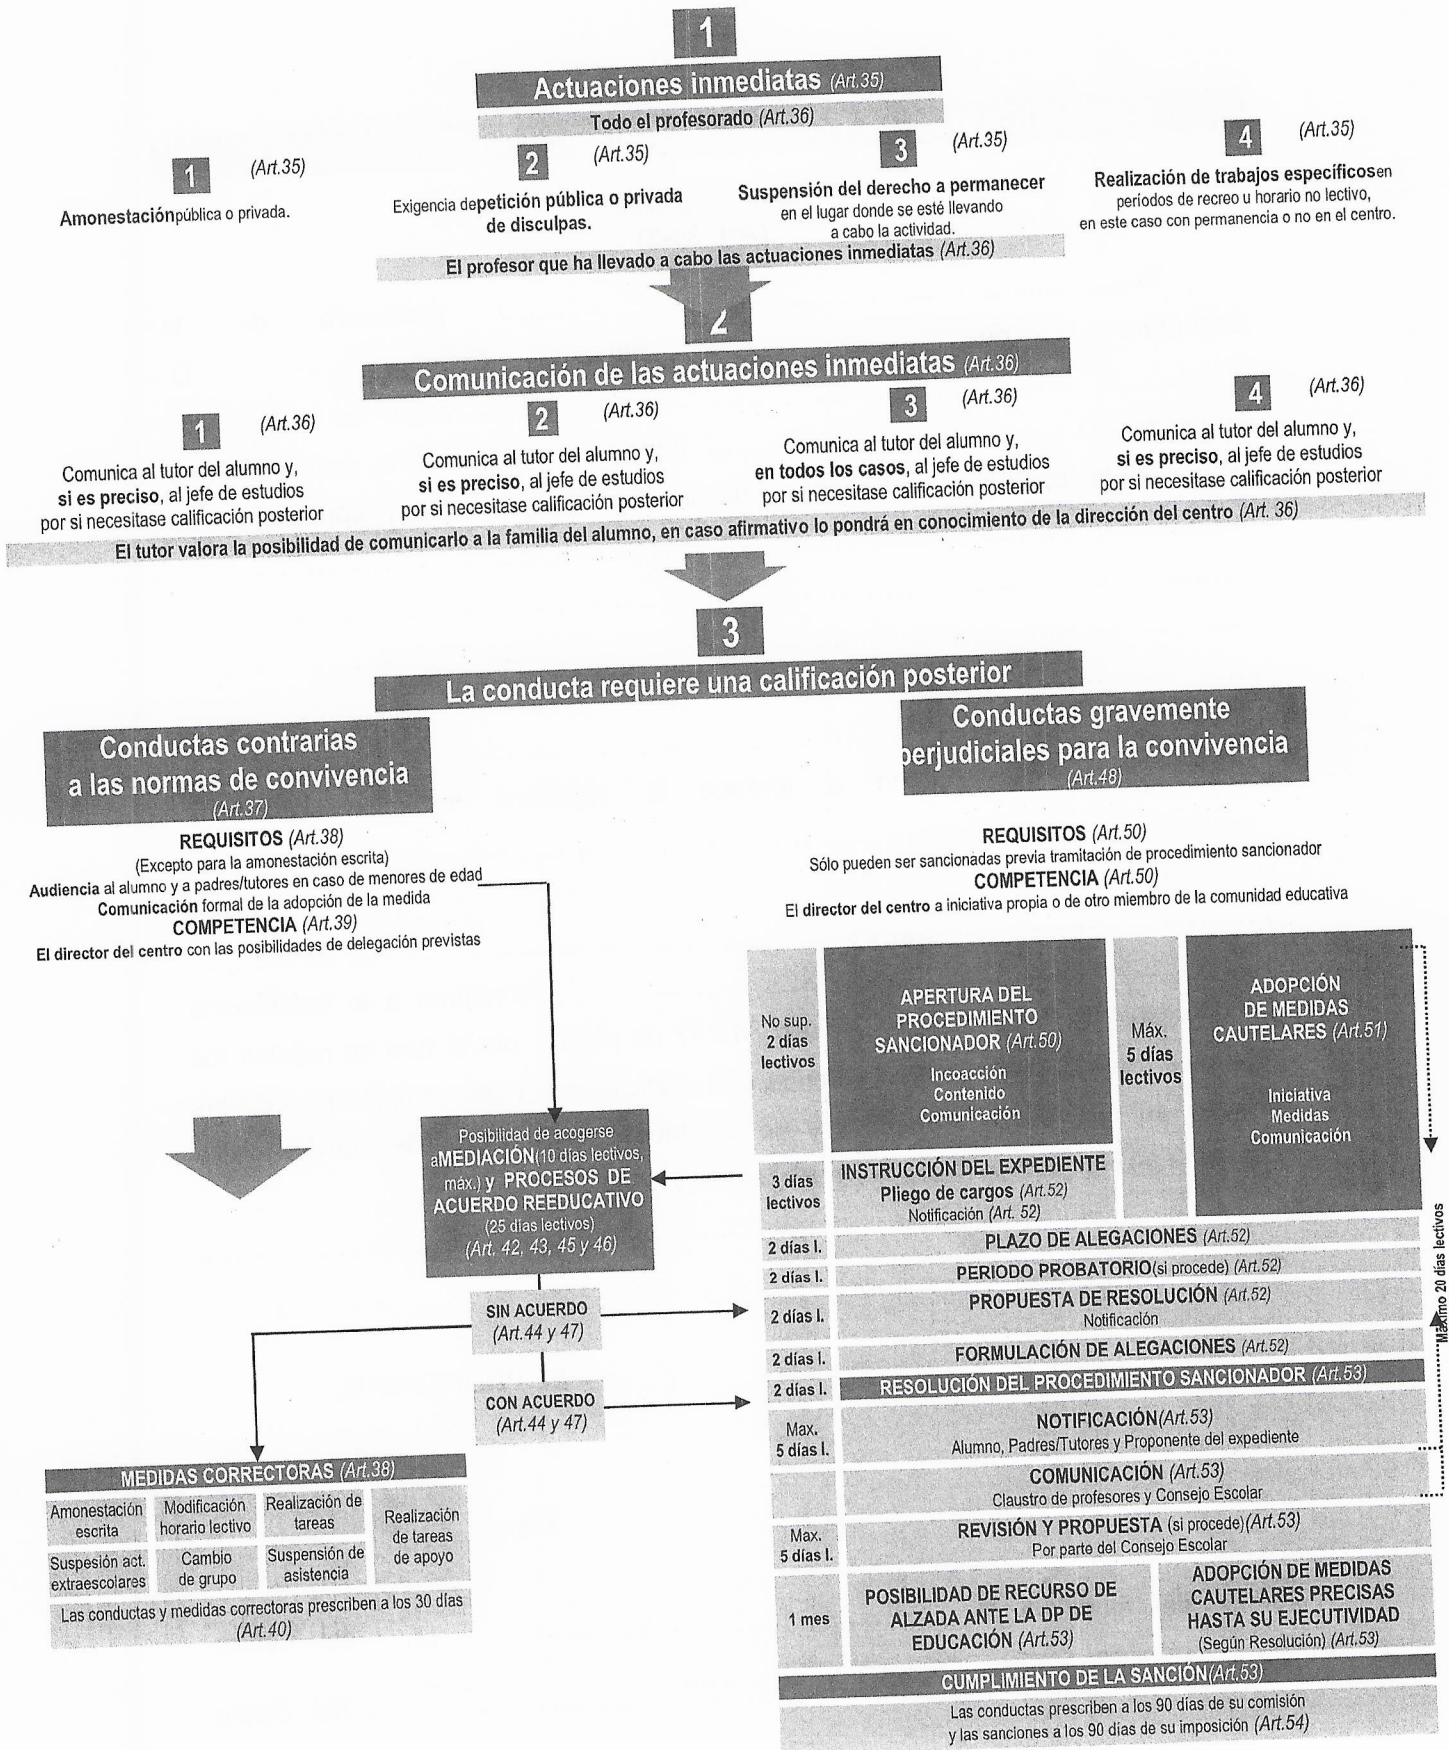 1
Actuaciones inmediatas (Art.35)
Todo el profesorado (Art.36)
1 (Art.35)
Amonestaciónpública o privada.
2 (Art.35)
Exigencia depetición pública o privada
de disculpas.
3 (Art.35)
Suspensión del derecho a permanecer
en el lugar donde se esté llevando
a cabo la actividad.
4 (Art.35)
Realización de trabajos específicosen
períodos de recreo u horario no lectivo,
en este caso con permanencia o no en el centro.
El profesor que ha llevado a cabo las actuaciones inmediatas (Art.36)
2
Comunicación de las actuaciones inmediatas (Art.36)
1 (Art.36)
Comunica al tutor del alumno y,
si es preciso, al jefe de estudios
por si necesitase calificación posterior
2 (Art.36)
Comunica al tutor del alumno y,
si es preciso, al jefe de estudios
por si necesitase calificación posterior
3 (Art.36)
Comunica al tutor del alumno y,
en todos los casos, al jefe de estudios
por si necesitase calificación posterior
4 (Art.36)
Comunica al tutor del alumno y,
si es preciso, al jefe de estudios
por si necesitase calificación posterior
El tutor valora la posibilidad de comunicarlo a la familia del alumno, en caso afirmativo lo pondrá en conocimiento de la dirección del centro (Art. 36)
3
La conducta requiere una calificación posterior
Conductas contrarias
a las normas de convivencia
(Art.37)
REQUISITOS (Art.38)
(Excepto para la amonestación escrita)
Audiencia al alumno y a padres/tutores en caso de menores de edad
Comunicación formal de la adopción de la medida
COMPETENCIA (Art.39)
El director del centro con las posibilidades de delegación previstas
Conductas gravemente
perjudiciales para la convivencia
(Art.48)
REQUISITOS (Art.50)
Sólo pueden ser sancionadas previa tramitación de procedimiento sancionador
COMPETENCIA (Art.50)
El director del centro a iniciativa propia o de otro miembro de la comunidad educativa
Posibilidad de acogerse
aMEDIACIÓN(10 días lectivos,
máx.) y PROCESOS DE
ACUERDO REEDUCATIVO
(25 días lectivos)
(Art. 42, 43, 45 y 46)
SIN ACUERDO
(Art.44 y 47)
CON ACUERDO
(Art.44 y 47)
MEDIDAS CORRECTORAS (Art.38)
Amonestación
escrita
Modificación
horario lectivo
Realización de
tareas
Realización
de tareas
de apoyo
Suspesión act.
extraescolares
Cambio
de grupo
Suspensión de
asistencia
Las conductas y medidas correctoras prescriben a los 30 días
(Art.40)
No sup.
2 días
lectivos
APERTURA DEL
PROCEDIMIENTO
SANCIONADOR (Art.50)
Incoacción
Contenido
Comunicación
Máx.
5 días
lectivos
ADOPCIÓN
DE MEDIDAS
CAUTELARES (Art.51)
Iniciativa
Medidas
Comunicación
3 días
lectivos
INSTRUCCIÓN DEL EXPEDIENTE
Pliego de cargos (Art.52)
Notificación (Art. 52)
2 días l.
PLAZO DE ALEGACIONES (Art.52)
2 días l.
PERIODO PROBATORIO(si procede) (Art.52)
2 días l.
PROPUESTA DE RESOLUCIÓN (Art.52)
Notificación
2 días l.
FORMULACIÓN DE ALEGACIONES (Art.52)
2 días l.
RESOLUCIÓN DEL PROCEDIMIENTO SANCIONADOR (Art.53)
Max.
5 días l.
NOTIFICACIÓN(Art.53)
Alumno, Padres/Tutores y Proponente del expediente
COMUNICACIÓN (Art.53)
Claustro de profesores y Consejo Escolar
Max.
5 días l.
REVISIÓN Y PROPUESTA (si procede)(Art.53)
Por parte del Consejo Escolar
1 mes
POSIBILIDAD DE RECURSO DE
ALZADA ANTE LA DP DE
EDUCACIÓN (Art.53)
ADOPCIÓN DE MEDIDAS
CAUTELARES PRECISAS
HASTA SU EJECUTIVIDAD
(Según Resolución) (Art.53)
CUMPLIMIENTO DE LA SANCIÓN(Art.53)
Las conductas prescriben a los 90 días de su comisión
y las sanciones a los 90 días de su imposición (Art.54)
Máximo 20 días lectivos